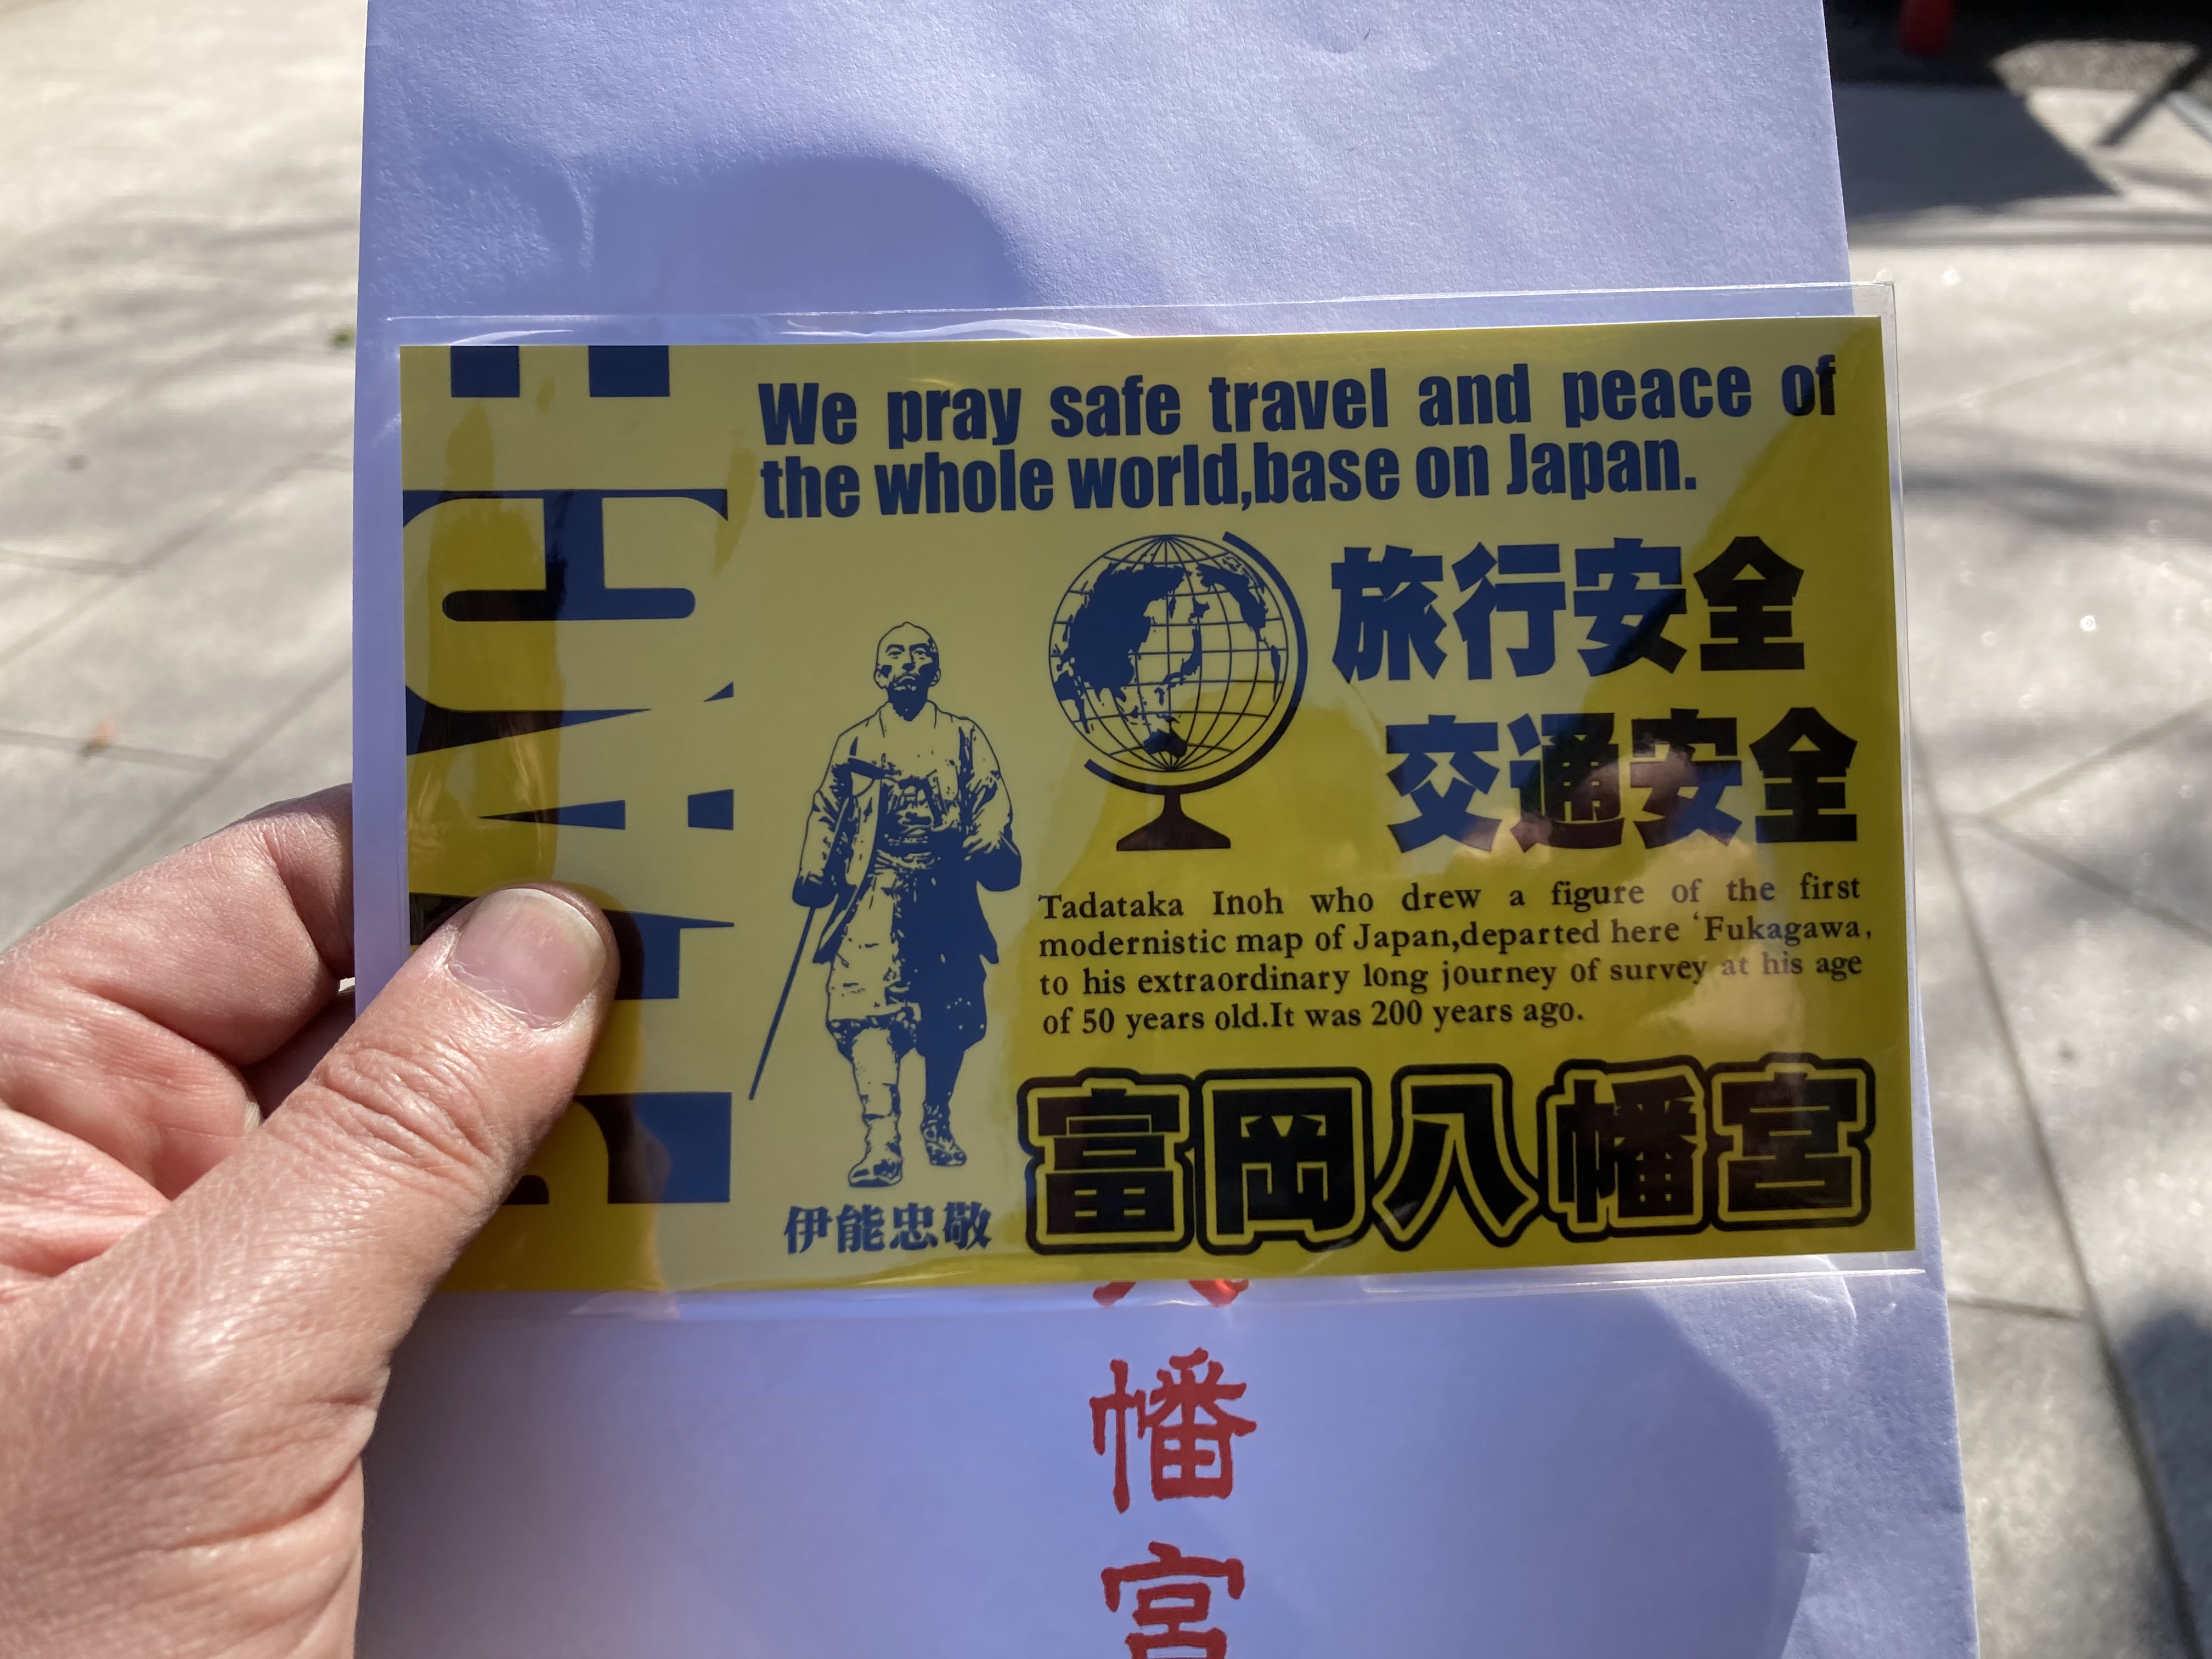 We pray safe travel and peace of
the whole world,base on Japan.
旅行安全
交通安全
Tadataka Inoh who drew a figure of the first
modernistic map of Japan,departed here ‘Fukagawa,
to his extraordinary long journey of survey at his age
of 50 years old.It was 200 years ago.
伊能忠敬
富岡八幡宮
幡
宮